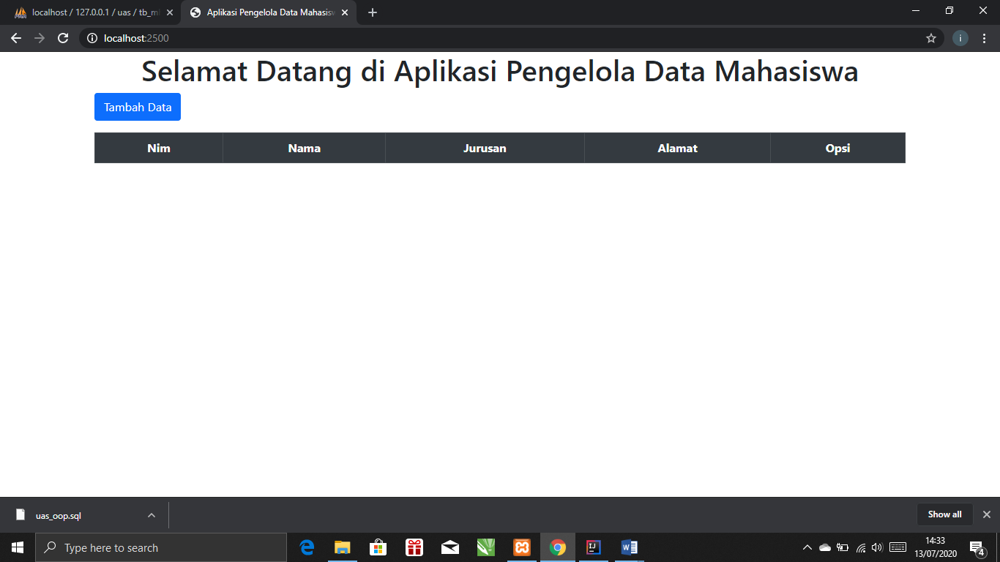 localhost / 127.0.0.1 / uas / tb_m
Aplikasi Pengelola Data Mahasisw
localhost:2500
i
Selamat Datang di Aplikasi Pengelola Data Mahasiswa
Tambah Data
Nim Nama Jurusan Alamat Opsi
uas_oop.sql
Show all
Type here to search
14:33
13/07/2020
4